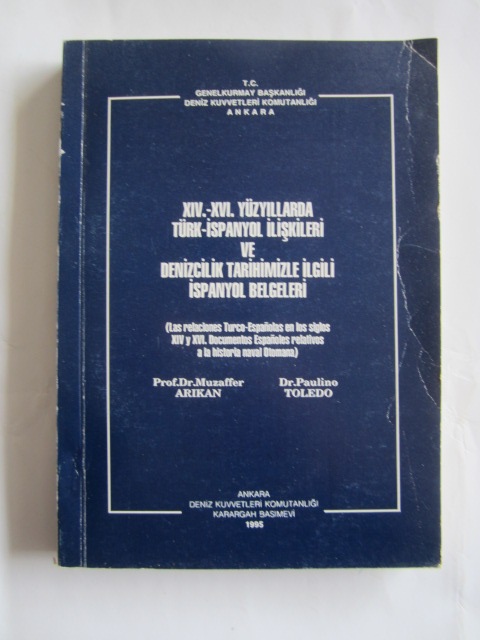 T.C.
GENELKURMAY BAŞKANLIĞI
DENİZ KUVVETLERİ KOMUTANLIĞI
ANKARA
XIV.-XVI. YÜZYILLARDA
TÜRK-İSPANYOL İLİŞKİLERİ
VE
DENİZCİLİK TARİHİMİZLE İLGİLİ
İSPANYOL BELGELERİ
(Las relaciones Turco-Españolas en los siglos
XIV y XVI. Documentos Españoles relativos
a la historia naval Otomana)
Prof.Dr.Muzaffer Dr.Paulino
ARIKAN TOLEDO
ANKARA
DENİZ KUVVETLERİ KOMUTANLIĞI
KARARGAH BASIMEVİ
1995